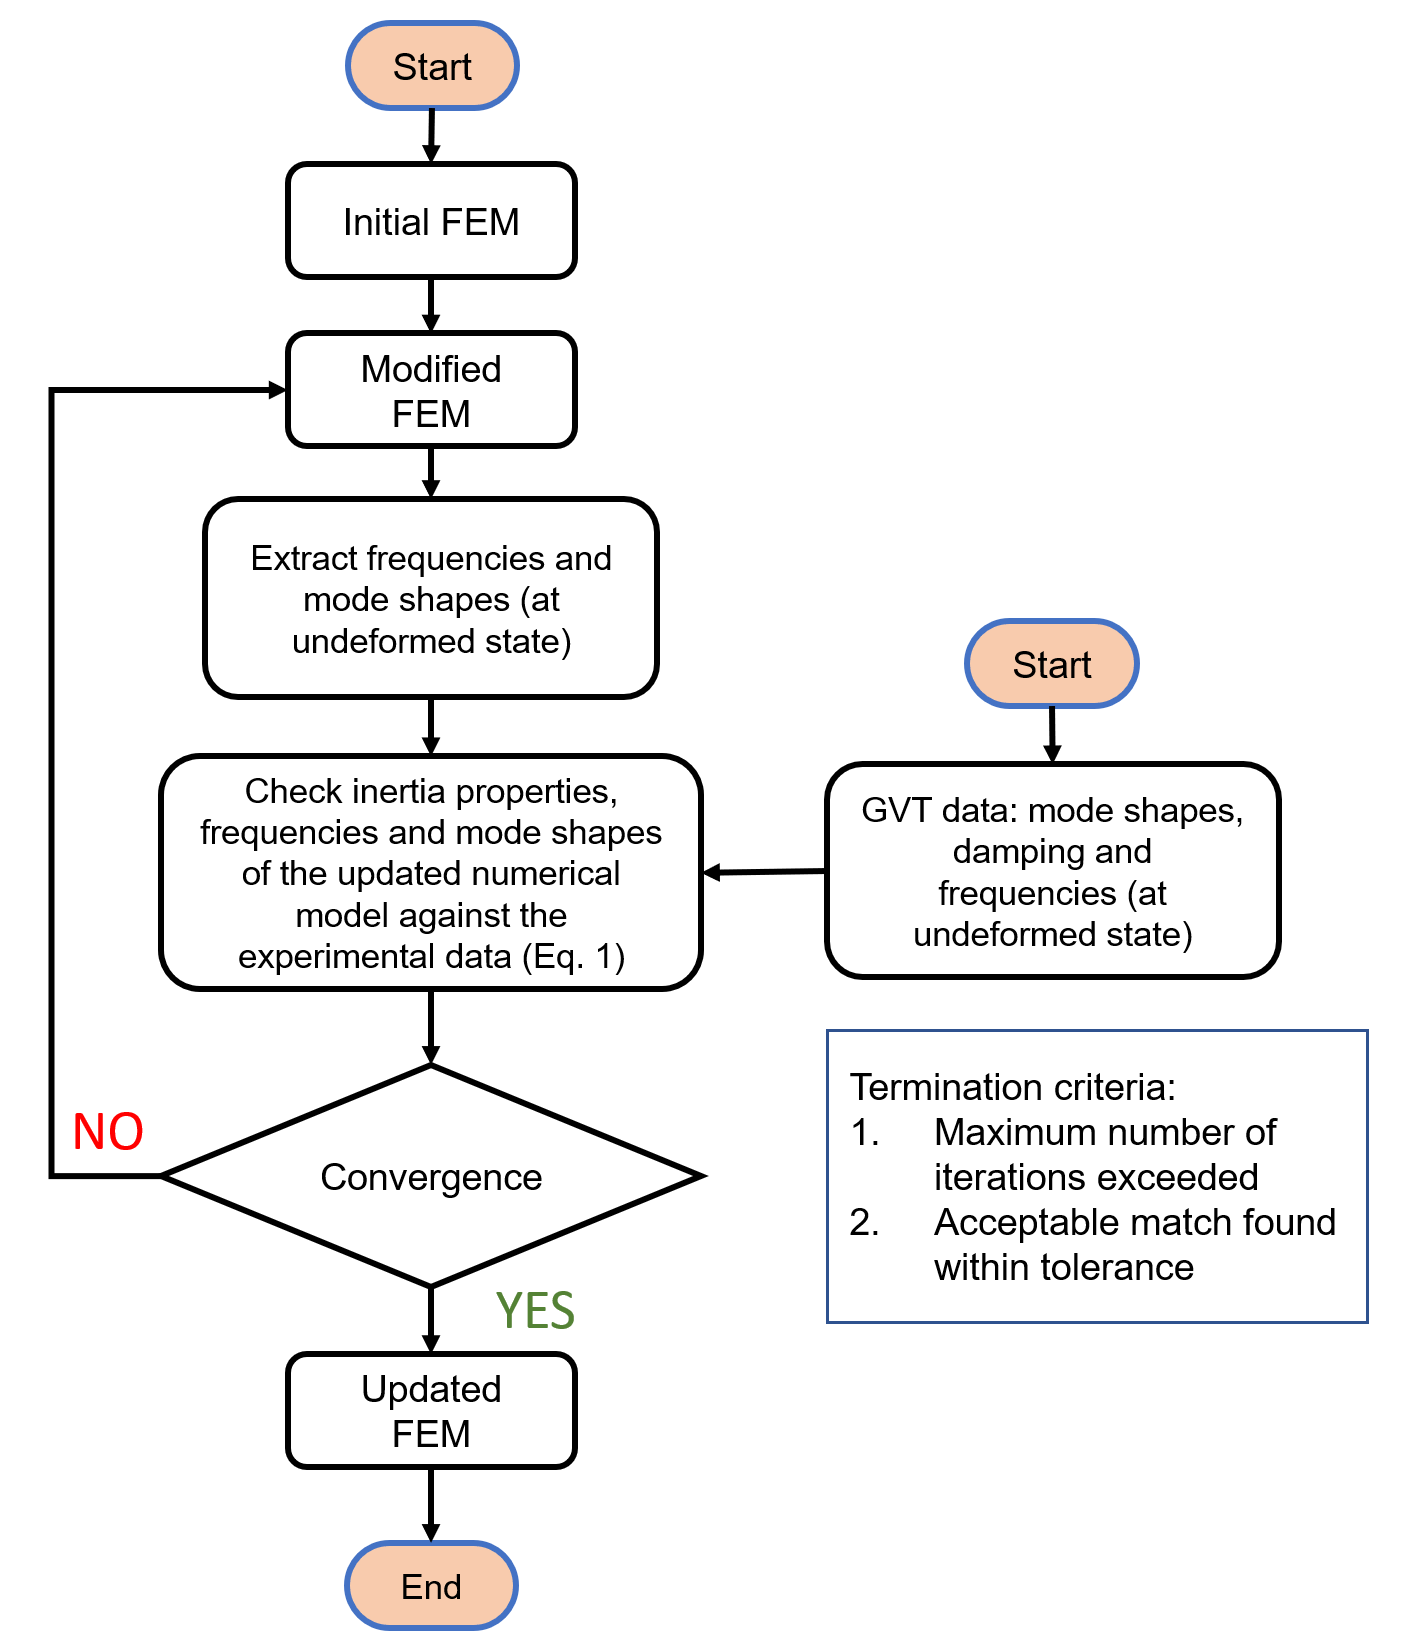 Start
Initial FEM
Modified
FEM
Extract frequencies and
mode shapes (at
undeformed state)
Start
Check inertia properties,
frequencies and mode shapes
of the updated numerical
model against the
experimental data (Eq. 1)
GVT data: mode shapes,
damping and
frequencies (at
undeformed state)
Termination criteria:
1. Maximum number of
iterations exceeded
2. Acceptable match found
within tolerance
NO
Convergence
YES
Updated
FEM
End